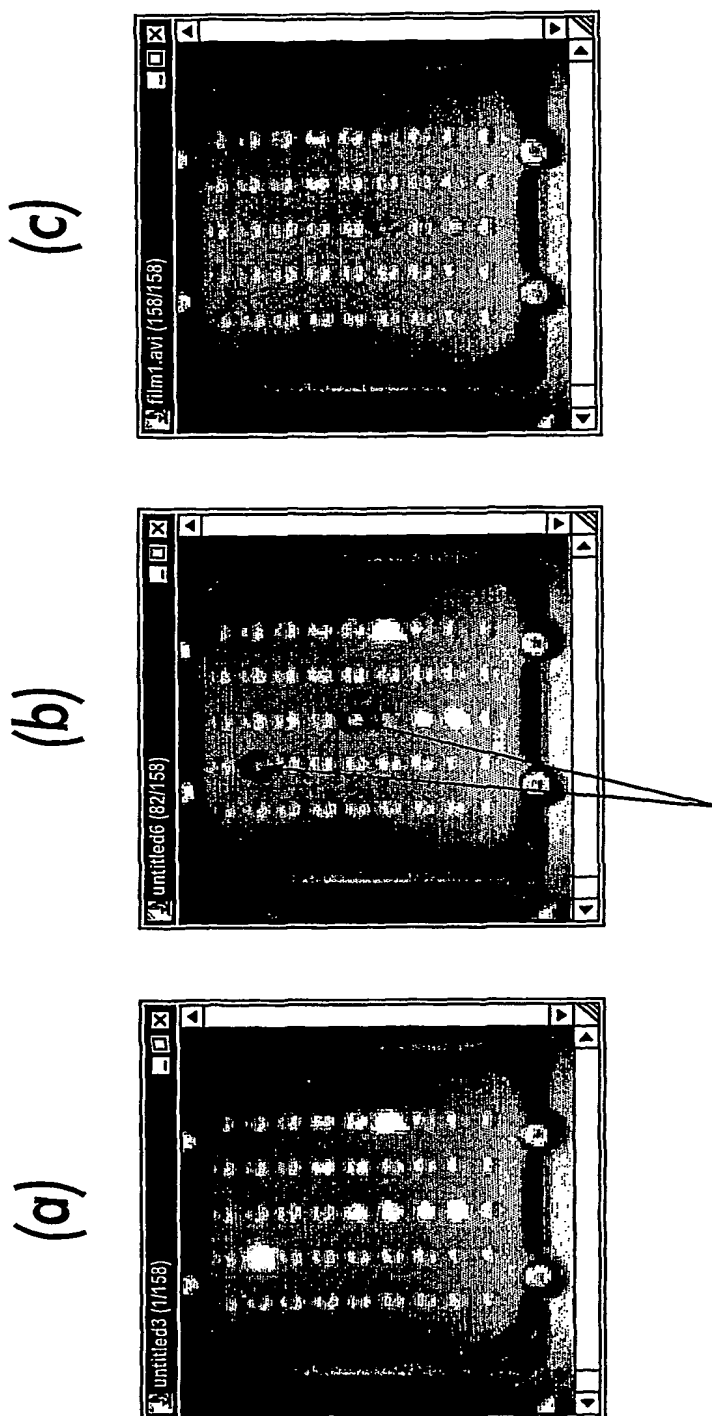 (a)
untitled3 (1/158)
(b)
untitled6 (82/158)
(c)
film1.avi (158/158)